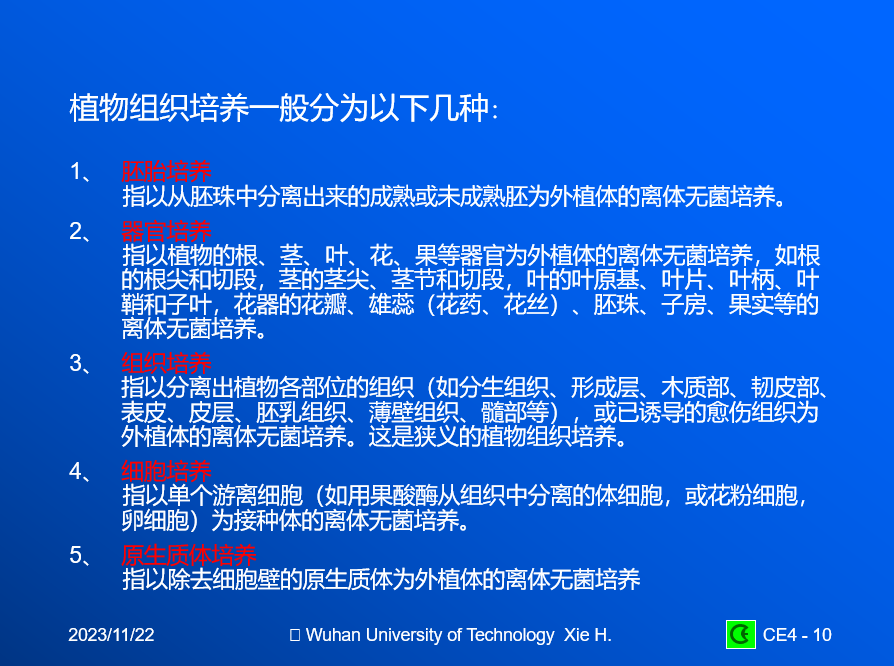 植物组织培养一般分为以下几种：
1、 胚胎培养
指以从胚珠中分离出来的成熟或未成熟胚为外植体的离体无菌培养。
2、 器官培养
指以植物的根、茎、叶、花、果等器官为外植体的离体无菌培养，如根
的根尖和切段，茎的茎尖、茎节和切段，叶的叶原基、叶片、叶柄、叶
鞘和子叶，花器的花瓣、雄蕊（花药、花丝）、胚珠、子房、果实等的
离体无菌培养。
3、 组织培养
指以分离出植物各部位的组织（如分生组织、形成层、木质部、韧皮部、
表皮、皮层、胚乳组织、薄壁组织、髓部等），或已诱导的愈伤组织为
外植体的离体无菌培养。这是狭义的植物组织培养。
4、 细胞培养
指以单个游离细胞（如用果酸酶从组织中分离的体细胞，或花粉细胞，
卵细胞）为接种体的离体无菌培养。
5、 原生质体培养
指以除去细胞壁的原生质体为外植体的离体无菌培养
2023/11/22 Wuhan University of Technology Xie H. CE4 - 10